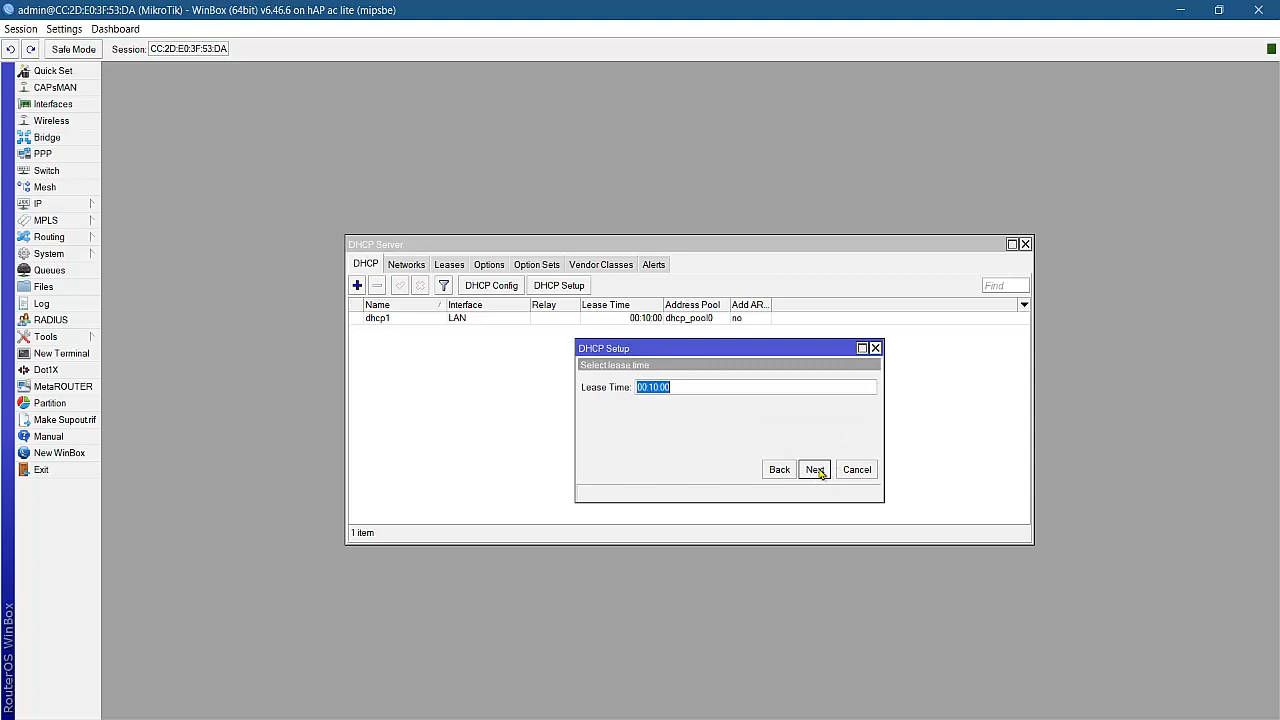 admin@CC:2D:E0:3F:53:DA (MikroTik) - WinBox (64bit) v6.46.6 on hAP ac lite (mipsbe)
Session Settings Dashboard
Safe Mode Session: CC:2D:E0:3F:53:DA
Quick Set
CAPsMAN
Interfaces
Wireless
Bridge
PPP
Switch
Mesh
IP
MPLS
Routing
System
Queues
Files
Log
RADIUS
Tools
New Terminal
Dot1X
MetaROUTER
Partition
Make Supout.rif
Manual
New WinBox
Exit
RouterOS WinBox
DHCP Server
DHCP Networks Leases Options Option Sets Vendor Classes Alerts
DHCP Config DHCP Setup Find
Name Interface Relay Lease Time Address Pool Add AR...
dhcp1 LAN 00:10:00 dhcp_pool0 no
DHCP Setup
Select lease time
Lease Time: 00:10:00
Back Next Cancel
1 item